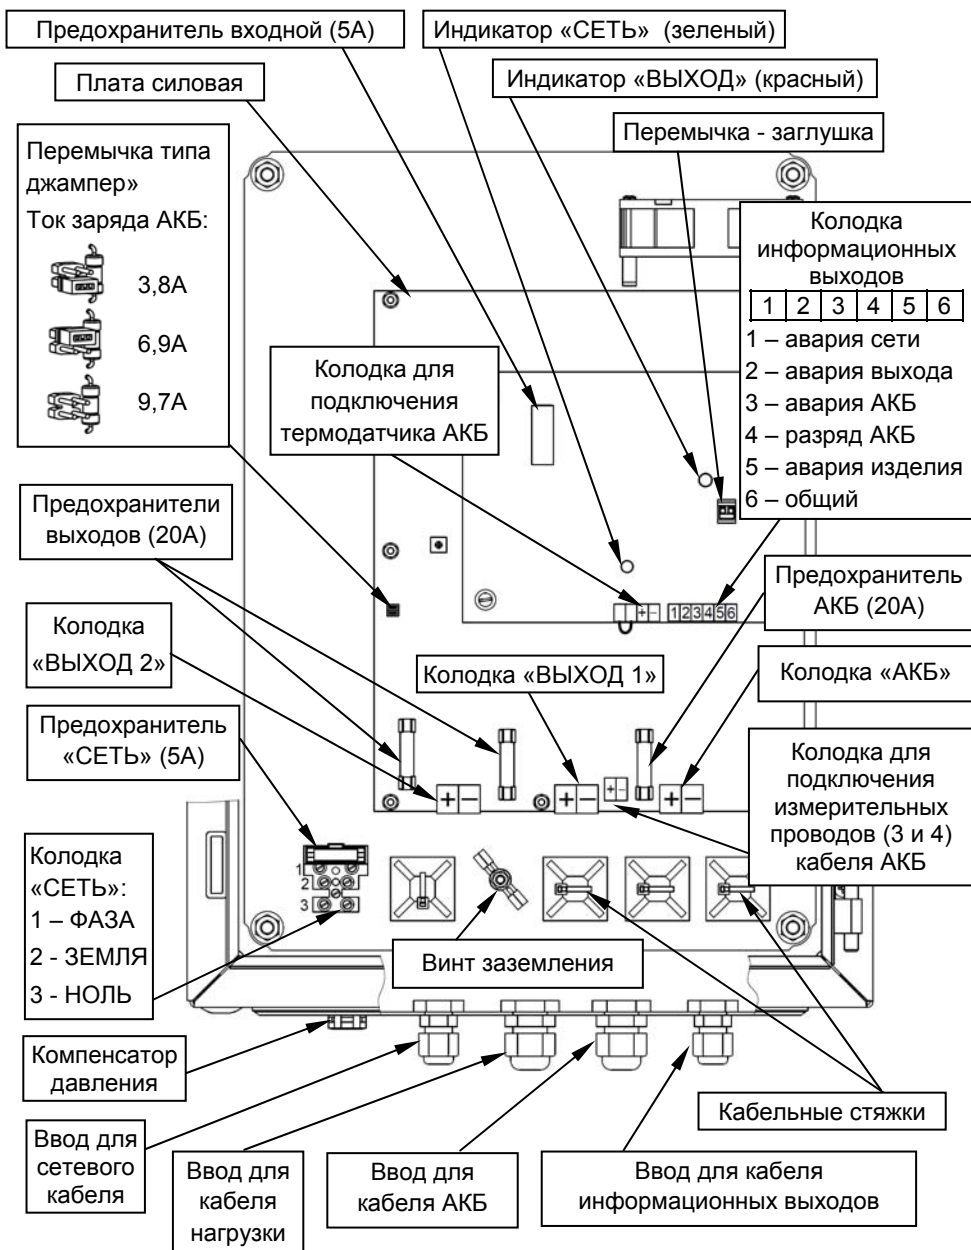 Предохранитель входной (5А)
Индикатор «СЕТЬ» (зеленый)
Плата силовая
Индикатор «ВЫХОД» (красный)
Перемычка - заглушка
Перемычка типа
джампер»
Ток заряда АКБ:
3,8А
6,9А
9,7А
Колодка
информационных
выходов
1 2 3 4 5 6
1 – авария сети
2 – авария выхода
3 – авария АКБ
4 – разряд АКБ
5 – авария изделия
6 – общий
Колодка для
подключения
термодатчика АКБ
Предохранители
выходов (20А)
+ –
1 2 3 4 5 6
Предохранитель
АКБ (20А)
Колодка
«ВЫХОД 2»
Колодка «ВЫХОД 1»
Колодка «АКБ»
Предохранитель
«СЕТЬ» (5А)
+ –
+ –
+ –
+ –
Колодка для
подключения
измерительных
проводов (3 и 4)
кабеля АКБ
Колодка
«СЕТЬ»:
1 – ФАЗА
2 - ЗЕМЛЯ
3 - НОЛЬ
1
2
3
Винт заземления
Компенсатор
давления
Кабельные стяжки
Ввод для
сетевого
кабеля
Ввод для
кабеля
нагрузки
Ввод для
кабеля АКБ
Ввод для кабеля
информационных выходов